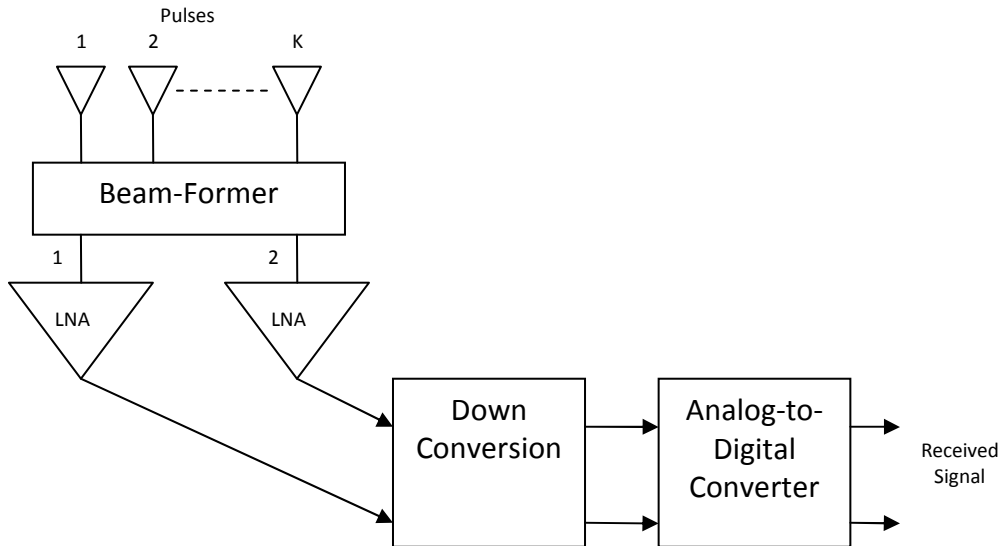 Pulses
1 2 K
Beam-Former
1 2
LNA LNA
Down
Conversion
Analog-to-
Digital
Converter
Received
Signal